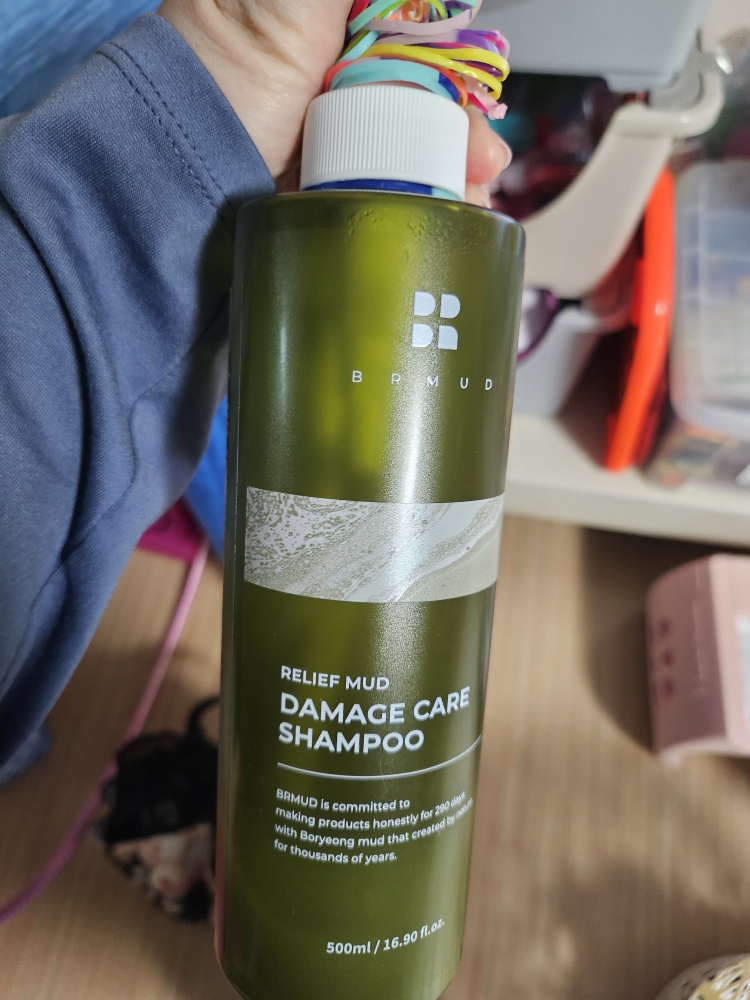 BRMUD
RELIEF MUD
DAMAGE CARE
SHAMPOO
BRMUD is committed to
making products honestly for 290 days
with Boryeong mud that created by nature
for thousands of years.
500ml / 16.90 fl.oz.